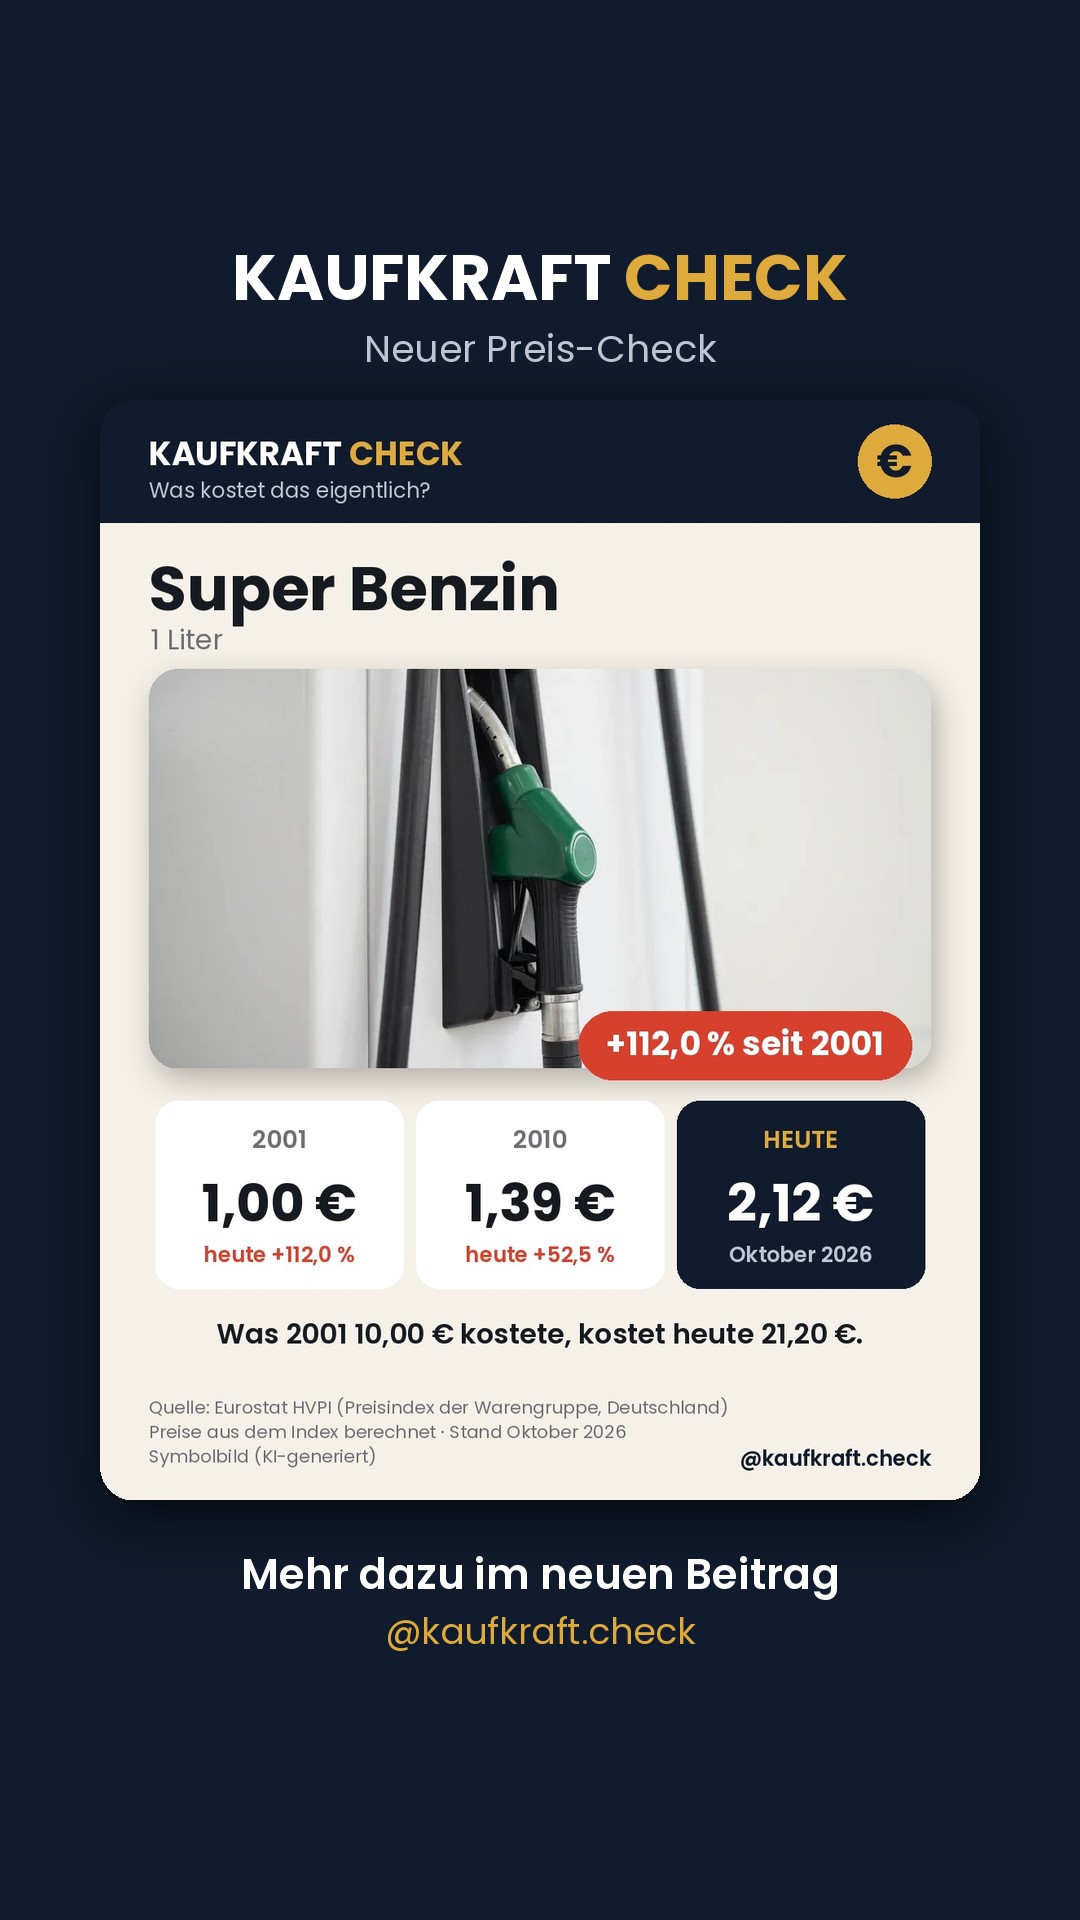 KAUFKRAFT CHECK
Neuer Preis-Check
KAUFKRAFT CHECK
Was kostet das eigentlich?
€
Super Benzin
1 Liter
+112,0 % seit 2001
2001
1,00 €
heute +112,0 %
2010
1,39 €
heute +52,5 %
HEUTE
2,12 €
Oktober 2026
Was 2001 10,00 € kostete, kostet heute 21,20 €.
Quelle: Eurostat HVPI (Preisindex der Warengruppe, Deutschland)
Preise aus dem Index berechnet · Stand Oktober 2026
Symbolbild (KI-generiert)
@kaufkraft.check
Mehr dazu im neuen Beitrag
@kaufkraft.check